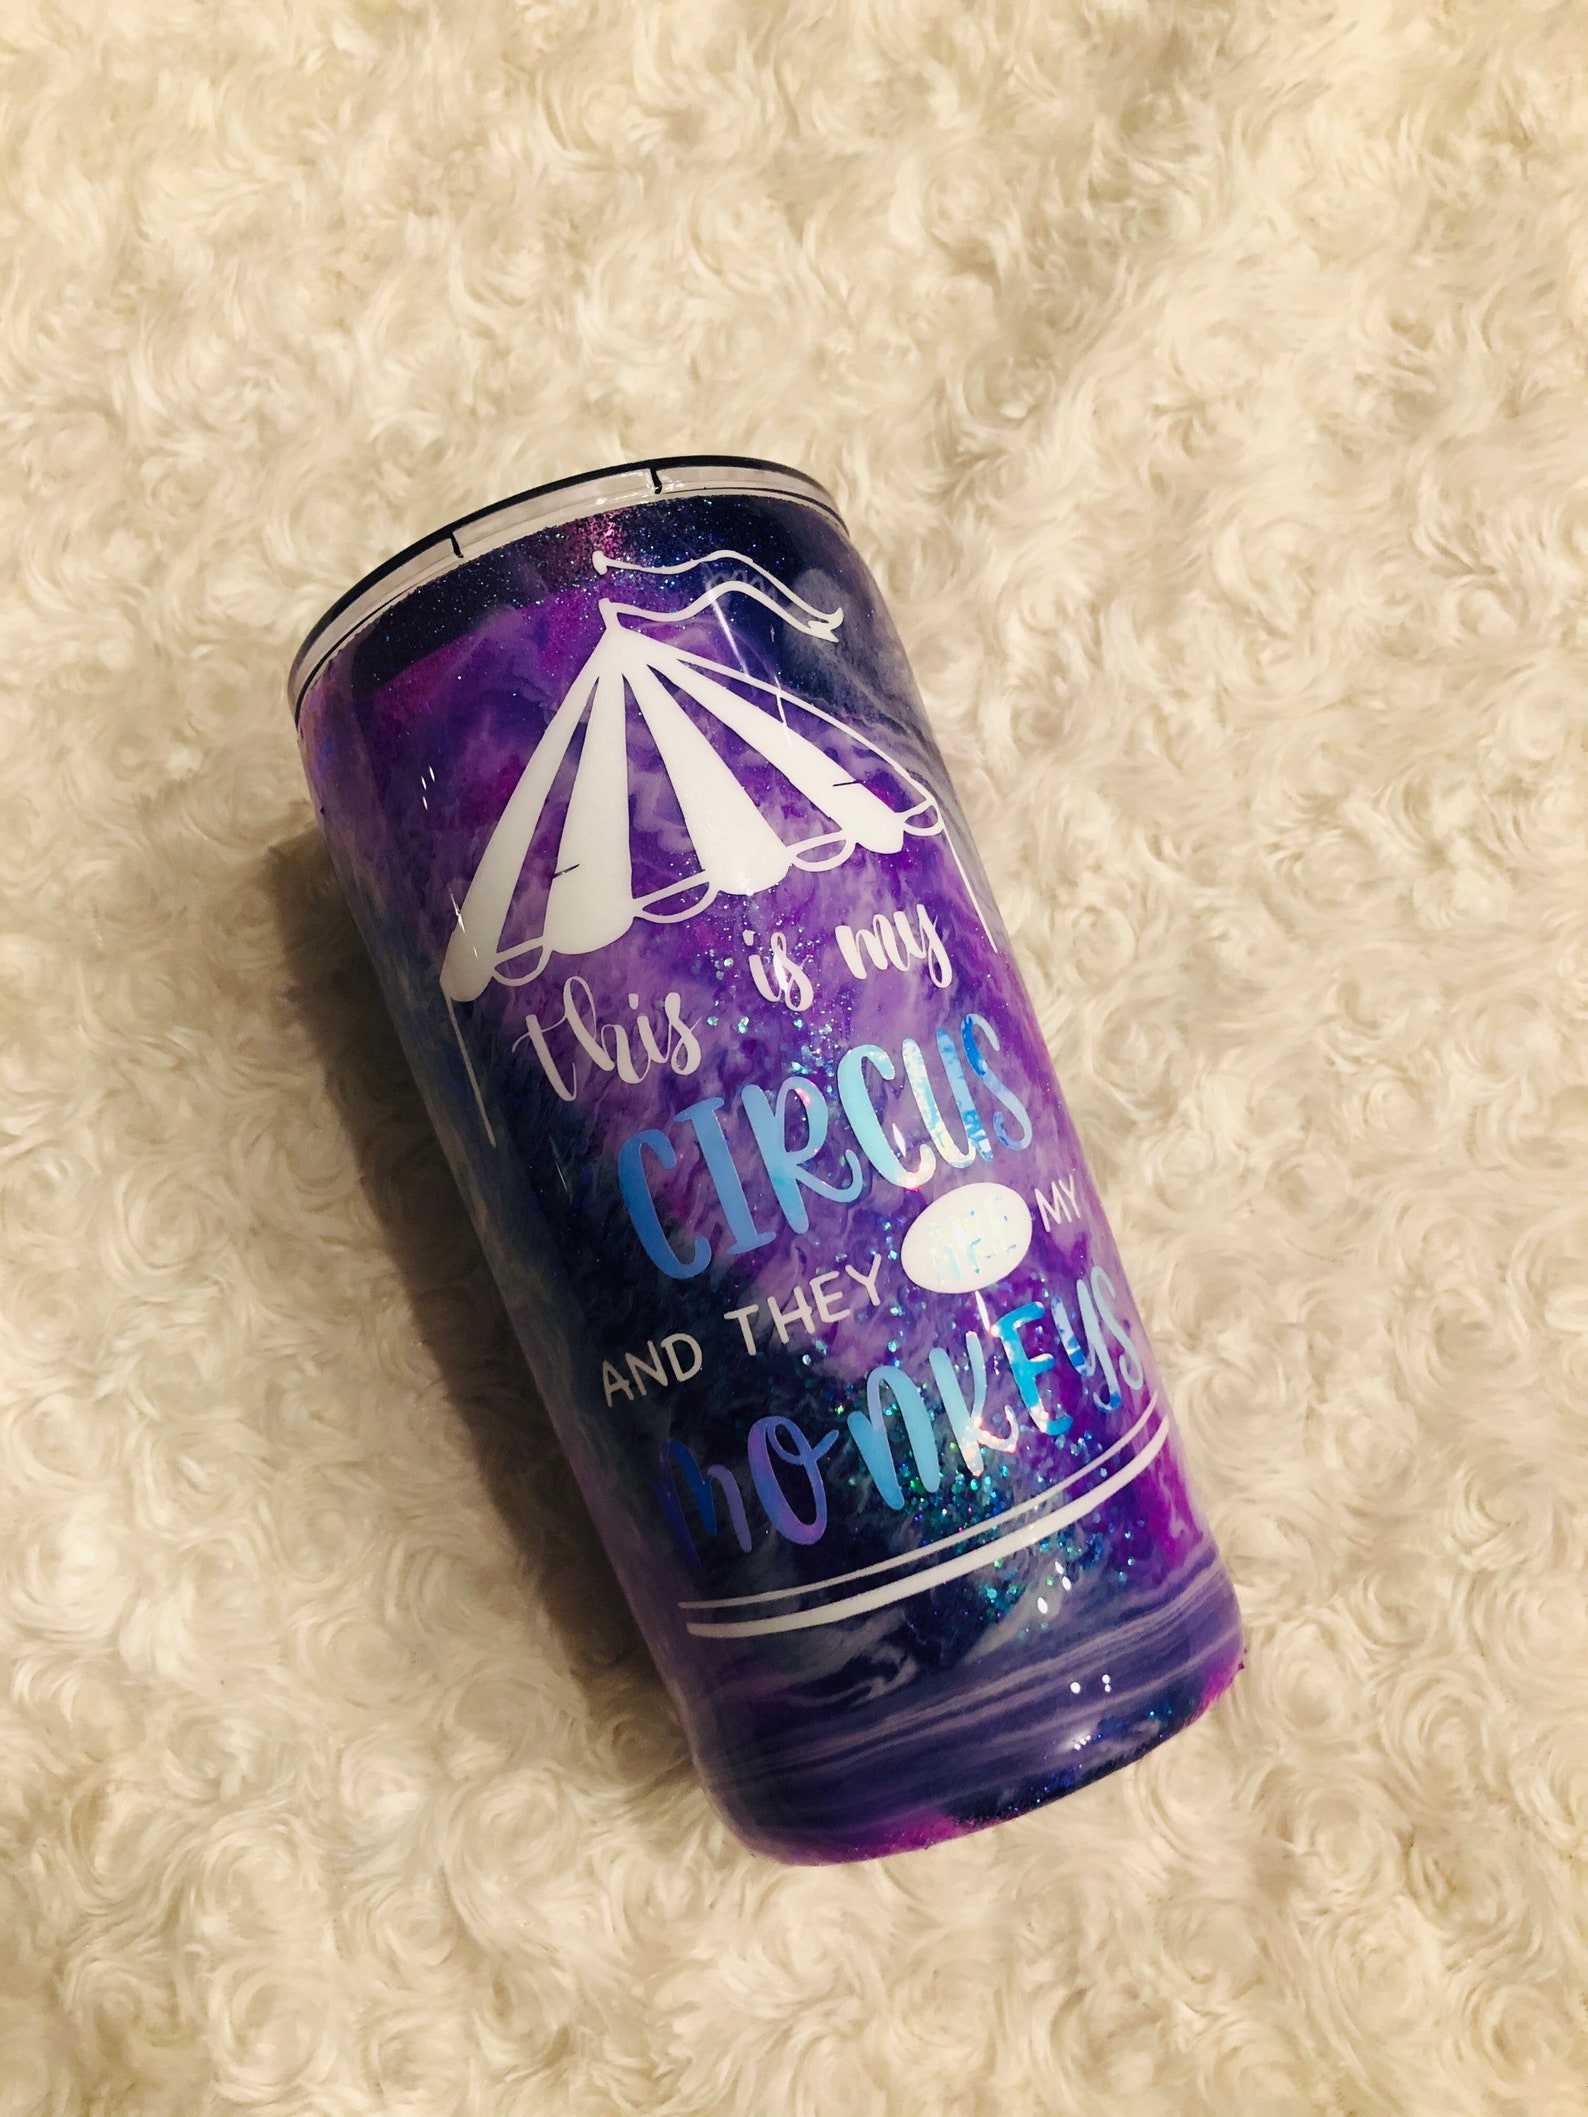 this is my
CIRCUS
AND THEY ARE MY
MONKEYS